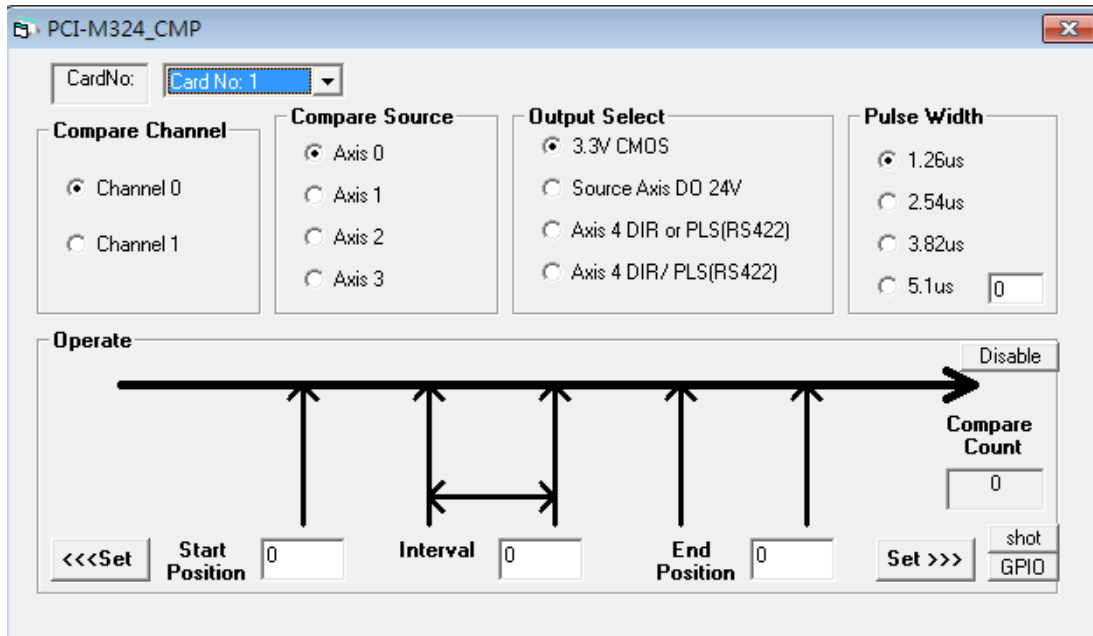 PCI-M324_CMP
CardNo:
Card No: 1
Compare Channel
Channel 0
Channel 1
Compare Source
Axis 0
Axis 1
Axis 2
Axis 3
Output Select
3.3V CMOS
Source Axis DO 24V
Axis 4 DIR or PLS(RS422)
Axis 4 DIR/ PLS(RS422)
Pulse Width
1.26us
2.54us
3.82us
5.1us
0
Operate
Disable
Compare
Count
0
<<<Set
Start
Position
0
Interval
0
End
Position
0
Set >>>
shot
GPIO